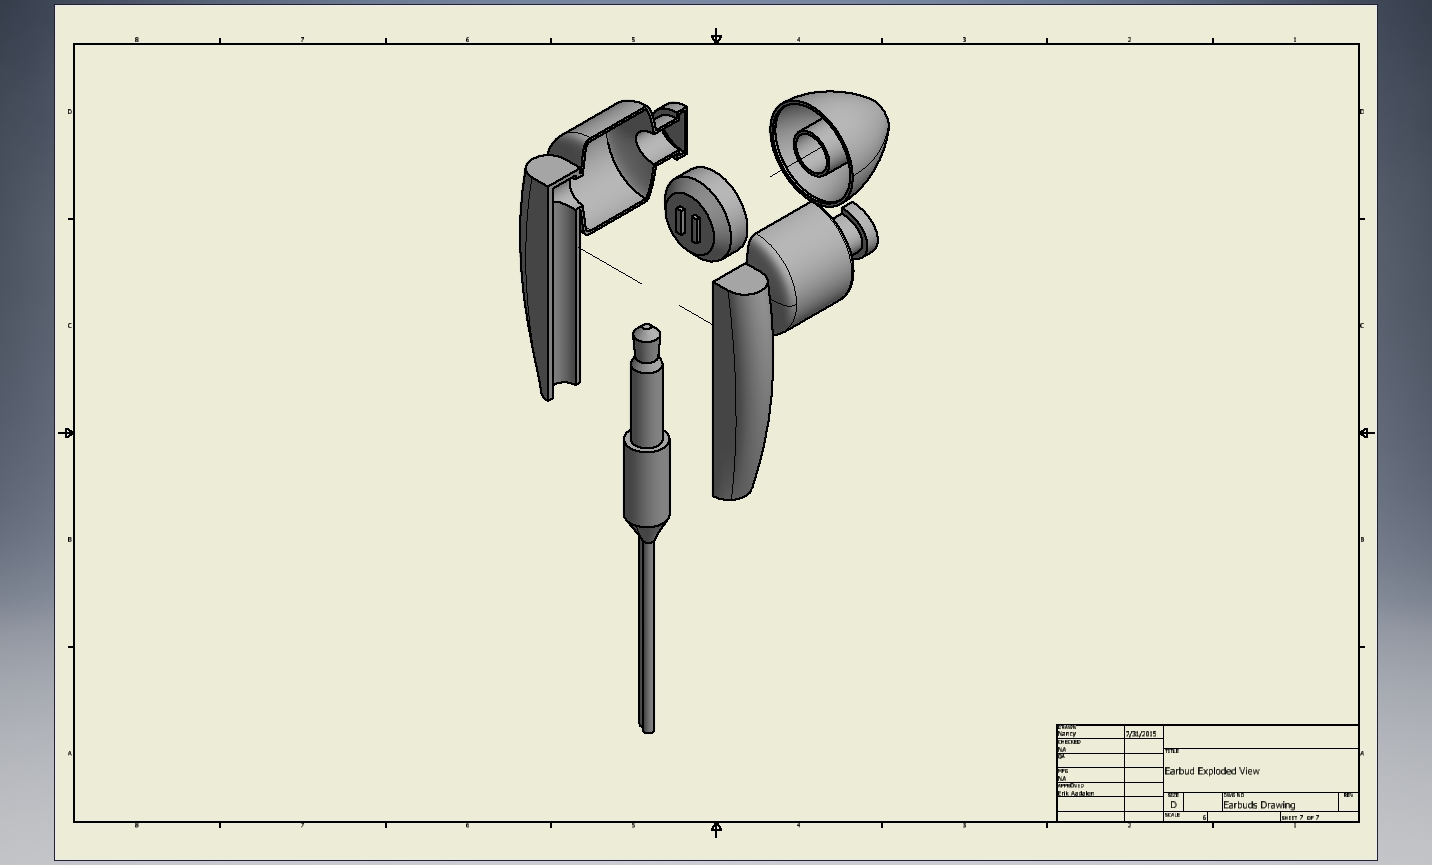 8 7 6 5 4 3 2 1
D D
C C
B B
A A
DRAWN
Nancy 7/31/2015
CHECKED
NA
QA
TITLE
MFG
NA
Earbud Exploded View
APPROVED
Erik Aadalen
SIZE DWG NO REV
D Earbuds Drawing
SCALE 6 SHEET 7 OF 7
8 7 6 5 4 3 2 1